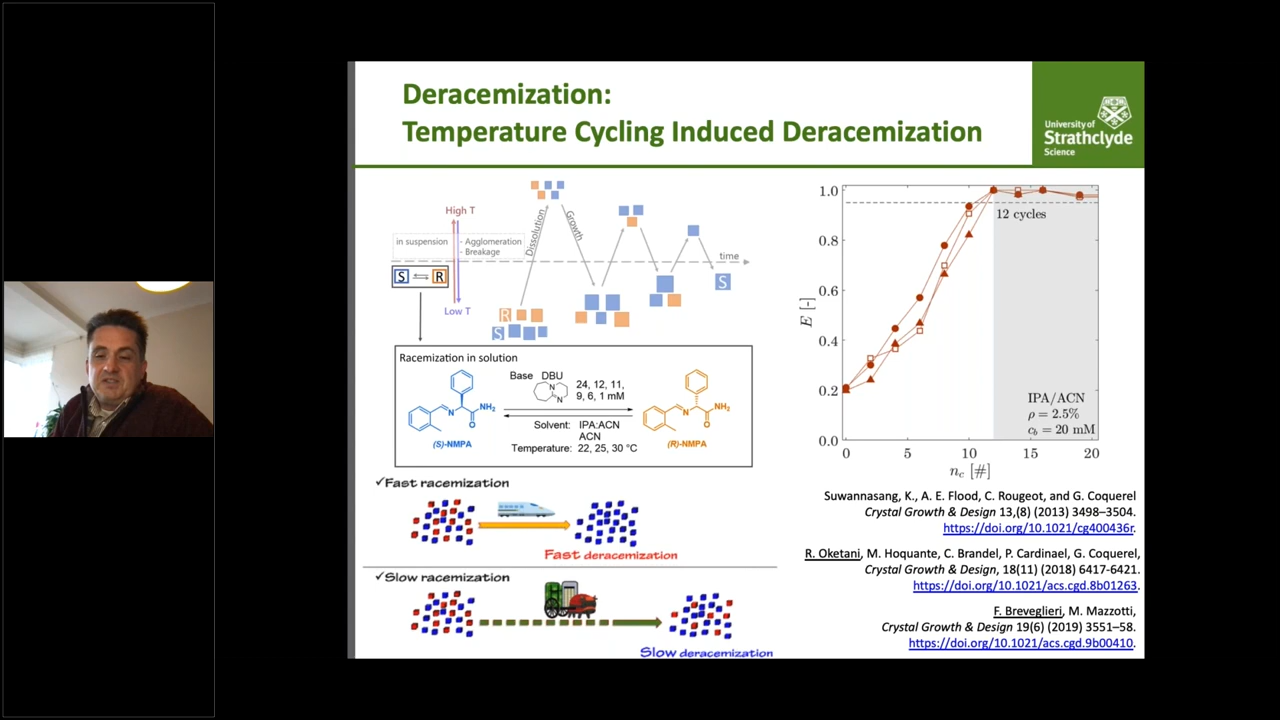 Deracemization:
Temperature Cycling Induced Deracemization
University of
Strathclyde
Science
High T
in suspension
- Agglomeration
- Breakage
Dissolution
Growth
time
S ⇌ R
Low T
R
S
S
Racemization in solution
Base DBU
24, 12, 11,
9, 6, 1 mM
N
N
N
NH2
O
(S)-NMPA
Solvent: IPA:ACN
ACN
Temperature: 22, 25, 30 °C
N
NH2
O
(R)-NMPA
✓Fast racemization
Fast deracemization
✓Slow racemization
Slow deracemization
1.0
0.8
0.6
0.4
0.2
0.0
E [-]
12 cycles
IPA/ACN
ρ = 2.5%
cb = 20 mM
0 5 10 15 20
nc [#]
Suwannasang, K., A. E. Flood, C. Rougeot, and G. Coquerel
Crystal Growth & Design 13,(8) (2013) 3498–3504.
https://doi.org/10.1021/cg400436r.
R. Oketani, M. Hoquante, C. Brandel, P. Cardinael, G. Coquerel,
Crystal Growth & Design, 18(11) (2018) 6417-6421.
https://doi.org/10.1021/acs.cgd.8b01263.
F. Breveglieri, M. Mazzotti,
Crystal Growth & Design 19(6) (2019) 3551–58.
https://doi.org/10.1021/acs.cgd.9b00410.